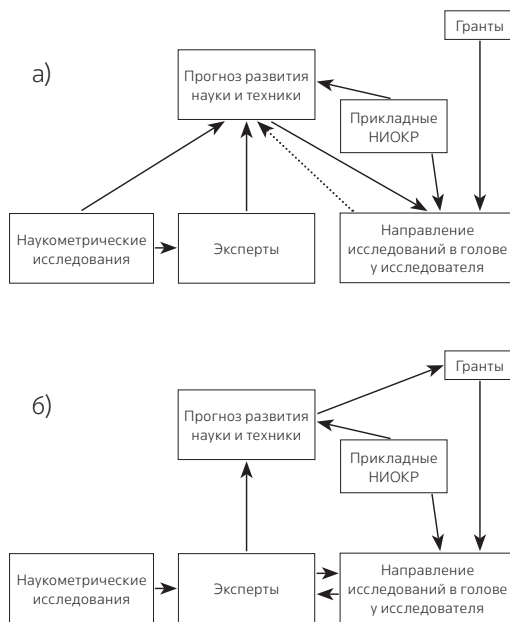 Гранты
а)
Прогноз развития
науки и техники
Прикладные
НИОКР
Наукометрические
исследования
Эксперты
Направление
исследований в голове
у исследователя
Гранты
б)
Прогноз развития
науки и техники
Прикладные
НИОКР
Наукометрические
исследования
Эксперты
Направление
исследований в голове
у исследователя